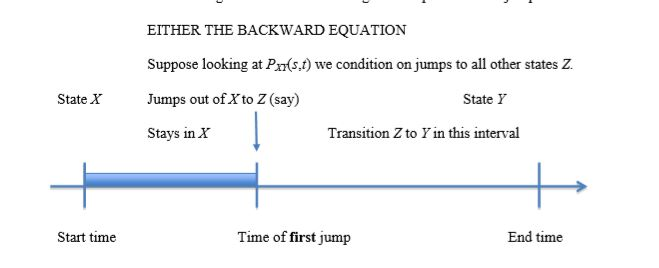 EITHER THE BACKWARD EQUATION
Suppose looking at PXY(s,t) we condition on jumps to all other states Z.
State X Jumps out of X to Z (say) State Y
Stays in X Transition Z to Y in this interval
Start time Time of first jump End time